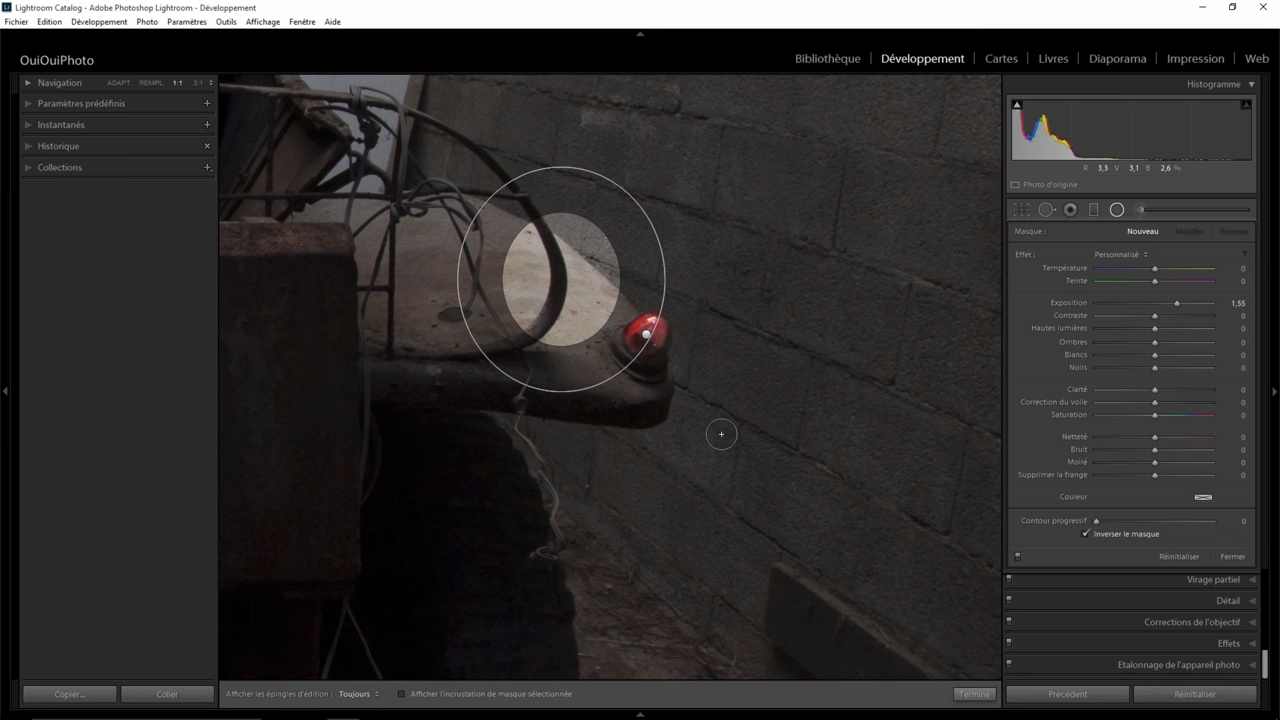 Lightroom Catalog - Adobe Photoshop Lightroom - Développement
Fichier Edition Développement Photo Paramètres Outils Affichage Fenêtre Aide
OuiOuiPhoto
Bibliothèque | Développement | Cartes | Livres | Diaporama | Impression | Web
Navigation ADAPT. REMPL. 1:1 3:1
Paramètres prédéfinis
Instantanés
Historique
Collections
Copier... Coller
Afficher les épingles d'édition : Toujours Afficher l'incrustation de masque sélectionnée Terminé
Histogramme
R 3,3 V 3,1 B 2,6 %
Photo d'origine
Masque : Nouveau Modifier Pinceau
Effet : Personnalisé
Température 0
Teinte 0
Exposition 1,55
Contraste 0
Hautes lumières 0
Ombres 0
Blancs 0
Noirs 0
Clarté 0
Correction du voile 0
Saturation 0
Netteté 0
Bruit 0
Moiré 0
Supprimer la frange 0
Couleur
Contour progressif 0
Inverser le masque
Réinitialiser Fermer
Virage partiel
Détail
Corrections de l'objectif
Effets
Etalonnage de l'appareil photo
Précédent Réinitialiser